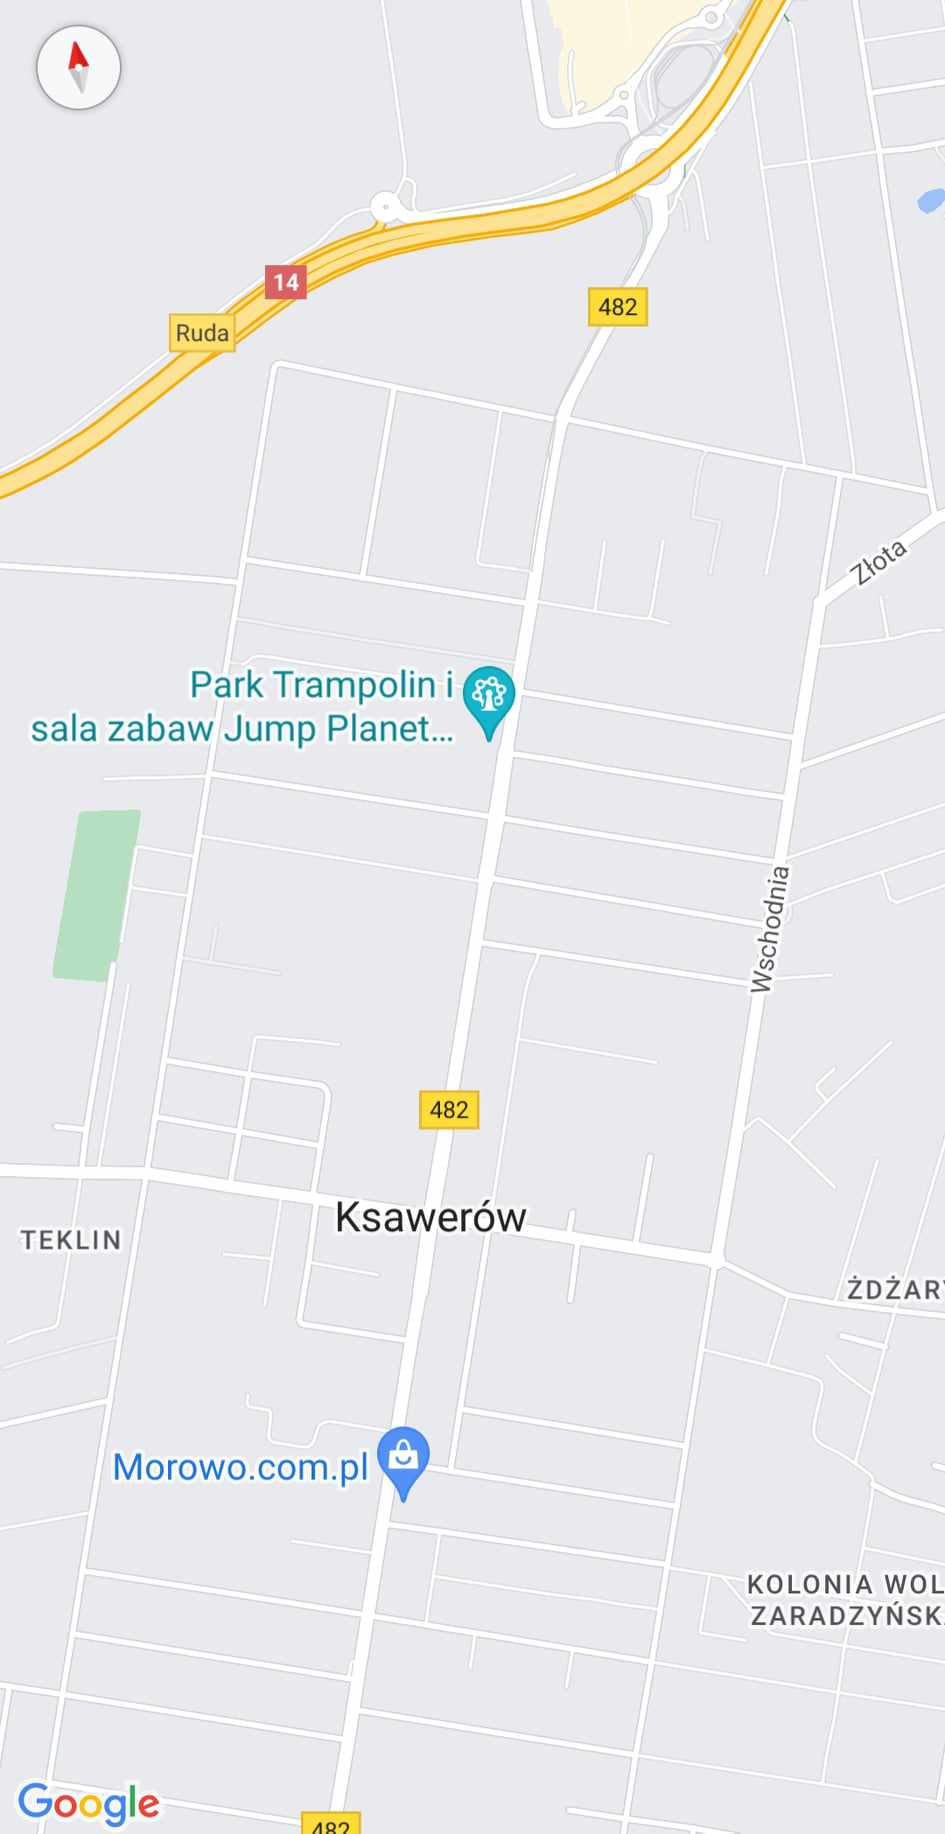 14
482
Ruda
Złota
Park Trampolin i
sala zabaw Jump Planet...
Wschodnia
482
Ksawerów
TEKLIN
ŻDŻARY
Morowo.com.pl
KOLONIA WOL
ZARADZYŃSK
Google
482